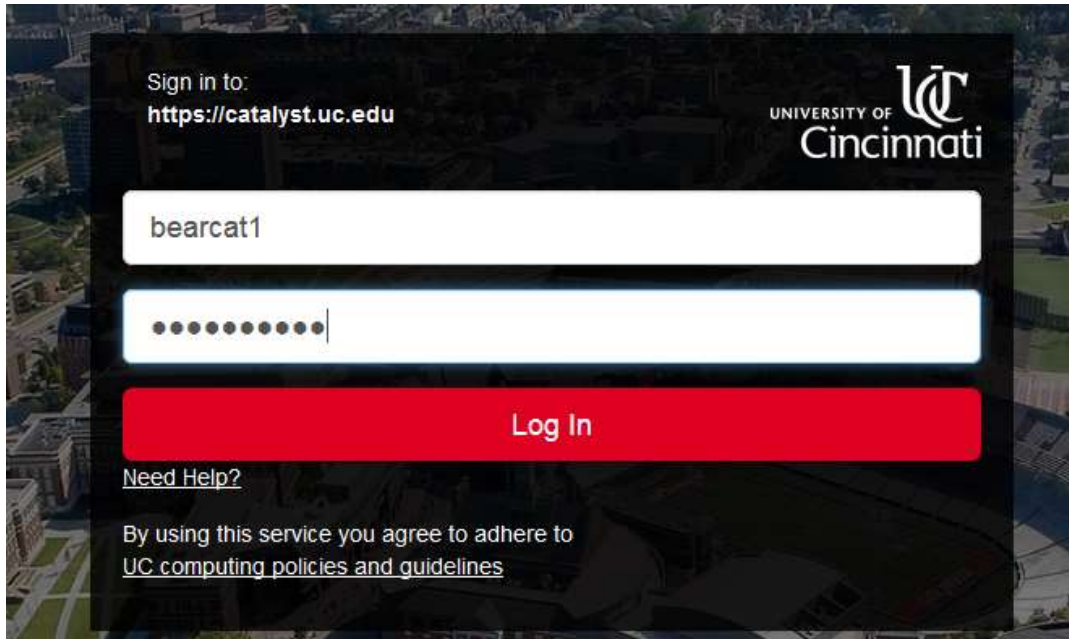 Sign in to:
https://catalyst.uc.edu
UC
UNIVERSITY OF
Cincinnati
bearcat1
••••••••••
Log In
Need Help?
By using this service you agree to adhere to
UC computing policies and guidelines